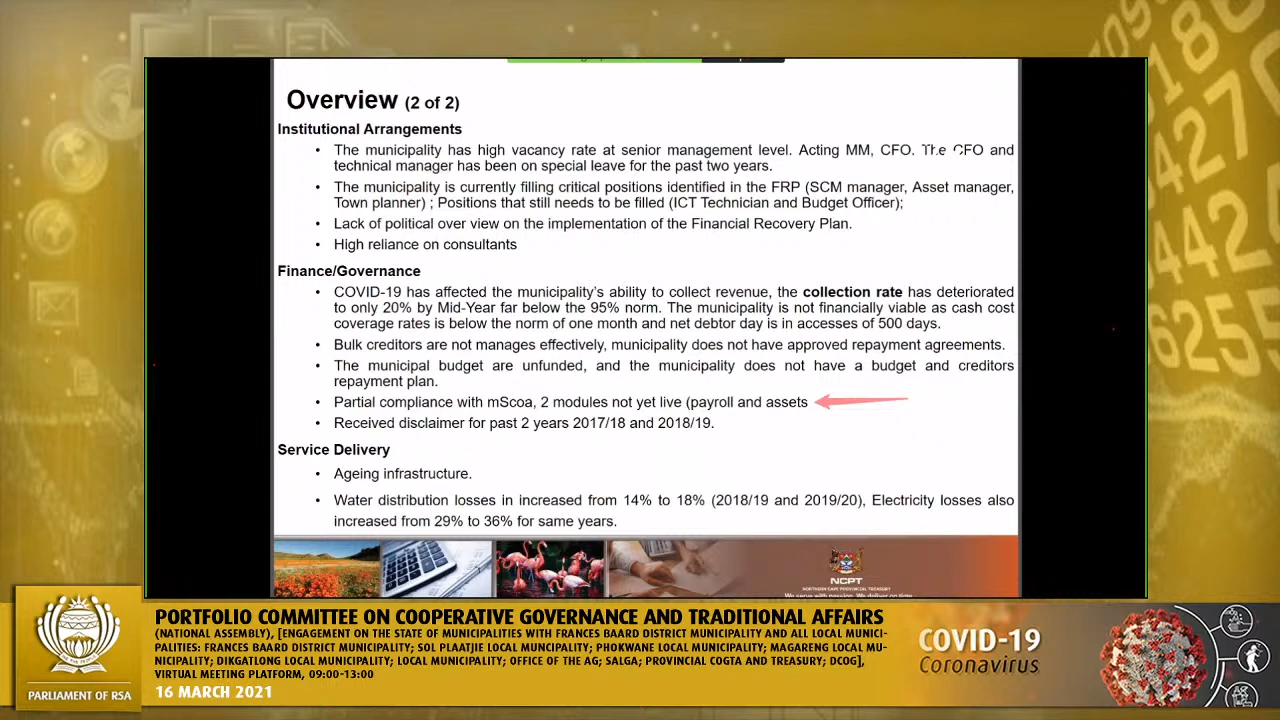 Overview (2 of 2)
Institutional Arrangements
• The municipality has high vacancy rate at senior management level. Acting MM, CFO. The CFO and
technical manager has been on special leave for the past two years.
• The municipality is currently filling critical positions identified in the FRP (SCM manager, Asset manager,
Town planner) ; Positions that still needs to be filled (ICT Technician and Budget Officer);
• Lack of political over view on the implementation of the Financial Recovery Plan.
• High reliance on consultants
Finance/Governance
• COVID-19 has affected the municipality's ability to collect revenue, the collection rate has deteriorated
to only 20% by Mid-Year far below the 95% norm. The municipality is not financially viable as cash cost
coverage rates is below the norm of one month and net debtor day is in accesses of 500 days.
• Bulk creditors are not manages effectively, municipality does not have approved repayment agreements.
• The municipal budget are unfunded, and the municipality does not have a budget and creditors
repayment plan.
• Partial compliance with mScoa, 2 modules not yet live (payroll and assets
• Received disclaimer for past 2 years 2017/18 and 2018/19.
Service Delivery
• Ageing infrastructure.
• Water distribution losses in increased from 14% to 18% (2018/19 and 2019/20), Electricity losses also
increased from 29% to 36% for same years.
NCPT
NORTHERN CAPE PROVINCIAL TREASURY
We serve with passion. We deliver on time
PORTFOLIO COMMITTEE ON COOPERATIVE GOVERNANCE AND TRADITIONAL AFFAIRS
(NATIONAL ASSEMBLY), [ENGAGEMENT ON THE STATE OF MUNICIPALITIES WITH FRANCES BAARD DISTRICT MUNICIPALITY AND ALL LOCAL MUNICI-
PALITIES: FRANCES BAARD DISTRICT MUNICIPALITY; SOL PLAATJIE LOCAL MUNCIPALITY; PHOKWANE LOCAL MUNICIPALITY; MAGARENG LOCAL MU-
NICIPALITY; DIKGATLONG LOCAL MUNICIPALITY; LOCAL MUNICIPALITY; OFFICE OF THE AG; SALGA; PROVINCIAL COGTA AND TREASURY; DCOG],
VIRTUAL MEETING PLATFORM, 09:00-13:00
16 MARCH 2021
PARLIAMENT OF RSA
COVID-19
Coronavirus